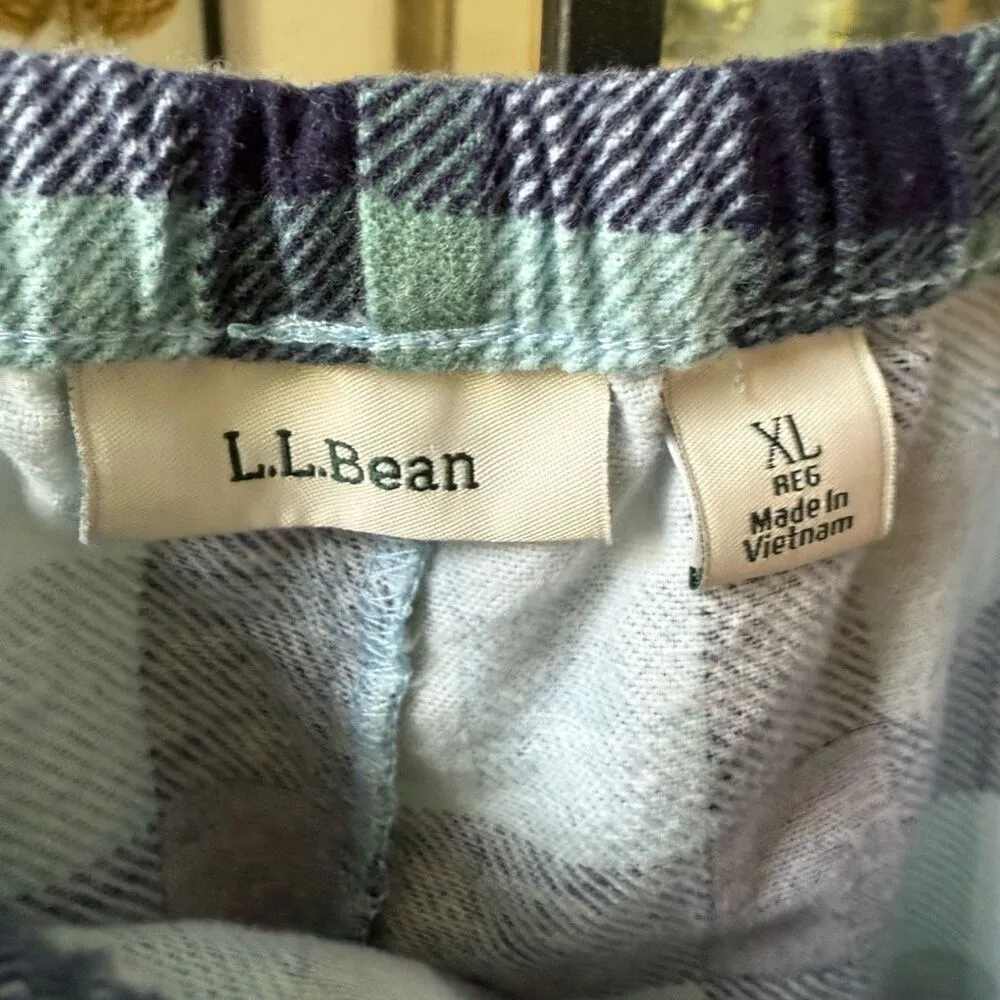 L.L.Bean
XL
REG
Made In
Vietnam